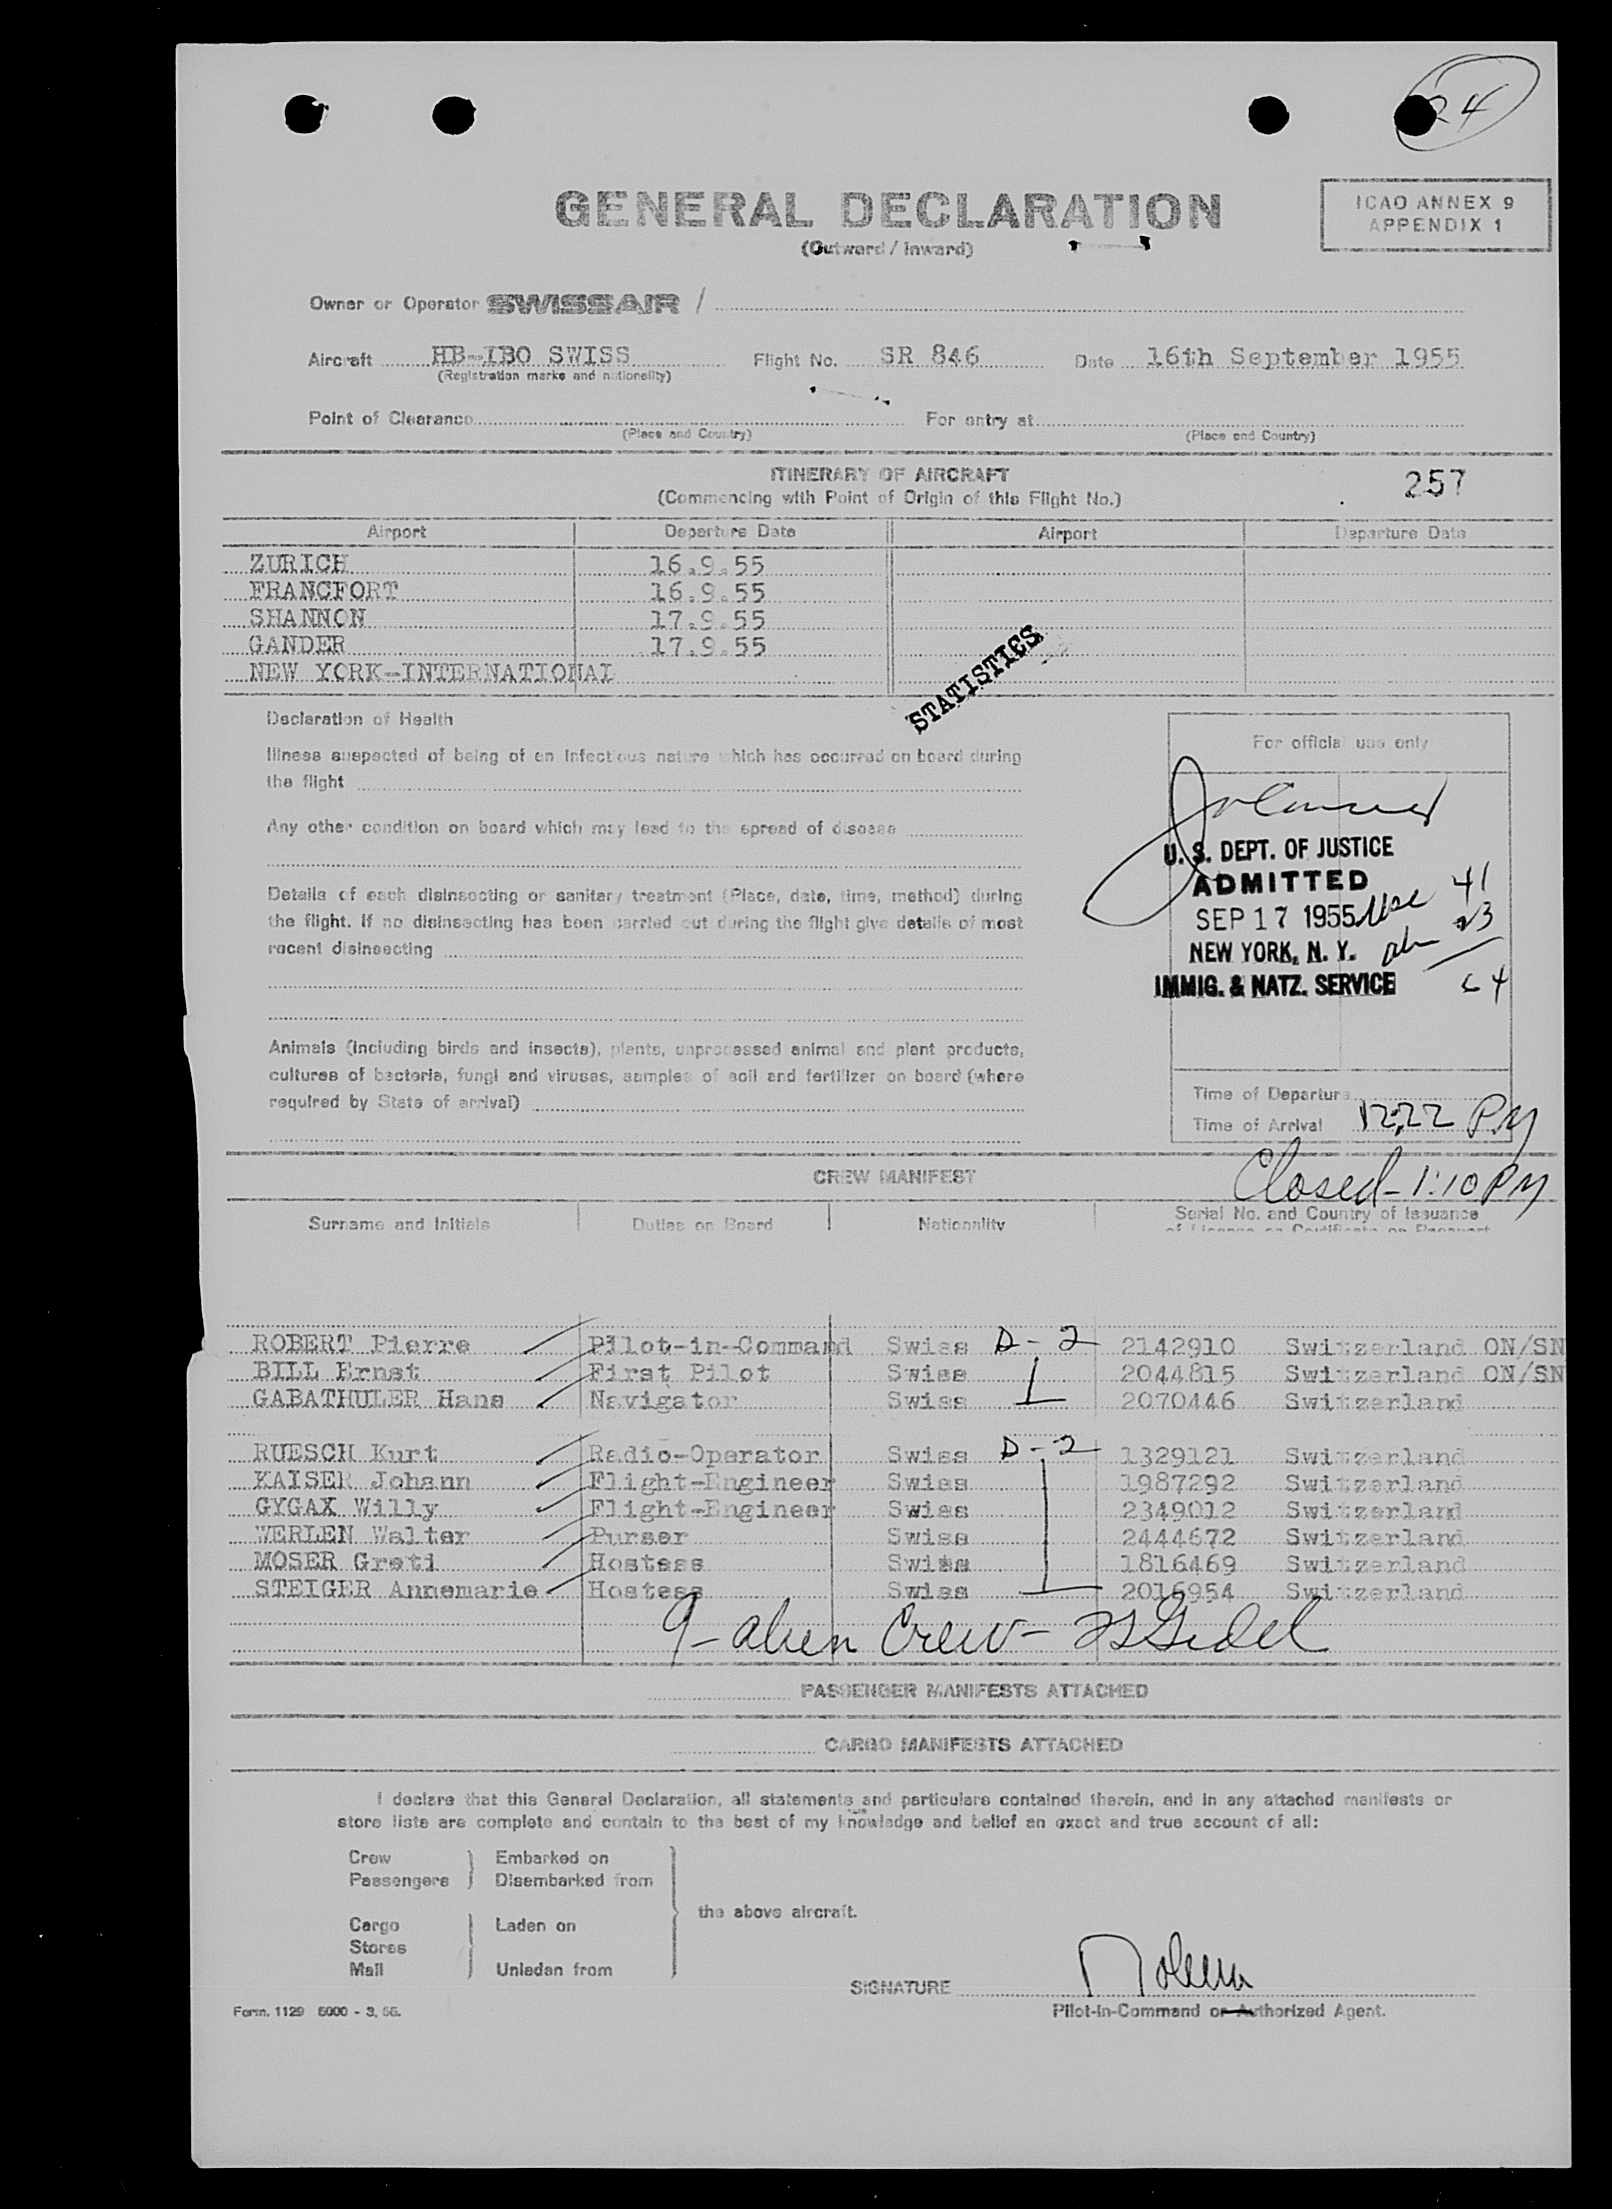 24
GENERAL DECLARATION
(Outward / Inward)
ICAO ANNEX 9
APPENDIX 1
Owner or Operator SWISSAIR /
Aircraft HB-IBO SWISS Flight No. SR 846 Date 16th September 1955
(Registration marks and nationality)
Point of Clearance For entry at
(Place and Country) (Place and Country)
ITINERARY OF AIRCRAFT
(Commencing with Point of Origin of this Flight No.)
257
Airport Departure Date Airport Departure Date
ZURICH 16.9.55
FRANCFORT 16.9.55
SHANNON 17.9.55
GANDER 17.9.55
NEW YORK-INTERNATIONAL
STATISTICS
Declaration of Health
Illness suspected of being of an infectious nature which has occurred on board during
the flight
Any other condition on board which may lead to the spread of disease
Details of each disinsecting or sanitary treatment (Place, date, time, method) during
the flight. If no disinsecting has been carried out during the flight give details of most
recent disinsecting
Animals (including birds and insects), plants, unprocessed animal and plant products,
cultures of bacteria, fungi and viruses, samples of soil and fertilizer on board (where
required by State of arrival)
For official use only
U. S. DEPT. OF JUSTICE
ADMITTED
SEP 17 1955 usc 41
NEW YORK, N. Y. aln 23
IMMIG. & NATZ. SERVICE 64
Time of Departure
Time of Arrival 12:22 PM
Closed - 1:10 PM
CREW MANIFEST
Surname and Initials Duties on Board Nationality Serial No. and Country of Issuance
of License or Certificate or Passport
ROBERT Pierre Pilot-in-Command Swiss D-2 2142910 Switzerland ON/SN
BILL Ernst First Pilot Swiss 2044815 Switzerland ON/SN
GABATHULER Hans Navigator Swiss 2070446 Switzerland
RUESCH Kurt Radio-Operator Swiss D-2 1329121 Switzerland
KAISER Johann Flight-Engineer Swiss 1987292 Switzerland
GYGAX Willy Flight-Engineer Swiss 2349012 Switzerland
WERLEN Walter Purser Swiss 2444672 Switzerland
MOSER Greti Hostess Swiss 1816469 Switzerland
STEIGER Annemarie Hostess Swiss 2016954 Switzerland
9 - alien Crew -
PASSENGER MANIFESTS ATTACHED
CARGO MANIFESTS ATTACHED
I declare that this General Declaration, all statements and particulars contained therein, and in any attached manifests or
store lists are complete and contain to the best of my knowledge and belief an exact and true account of all:
Crew Embarked on
Passengers Disembarked from
the above aircraft.
Cargo Laden on
Stores
Mail Unladen from
SIGNATURE
Pilot-in-Command or Authorized Agent.
Form. 1129 5000 - 3. 55.